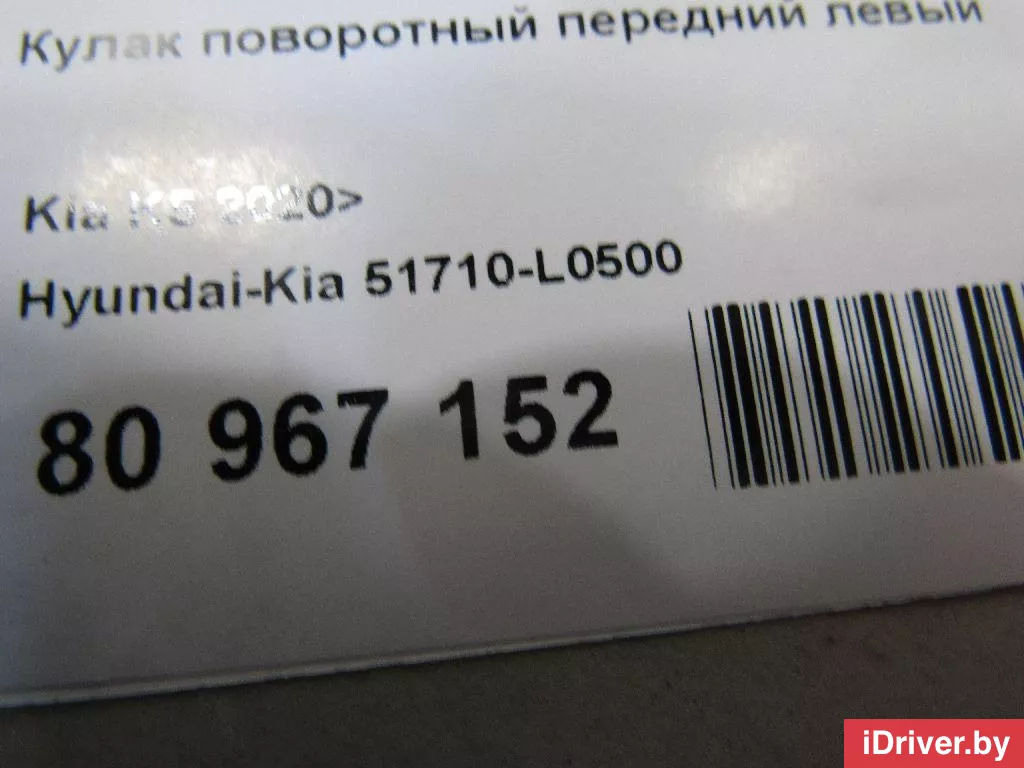 Кулак поворотный передний левый
Kia K5 2020>
Hyundai-Kia 51710-L0500
80 967 152
iDriver.by